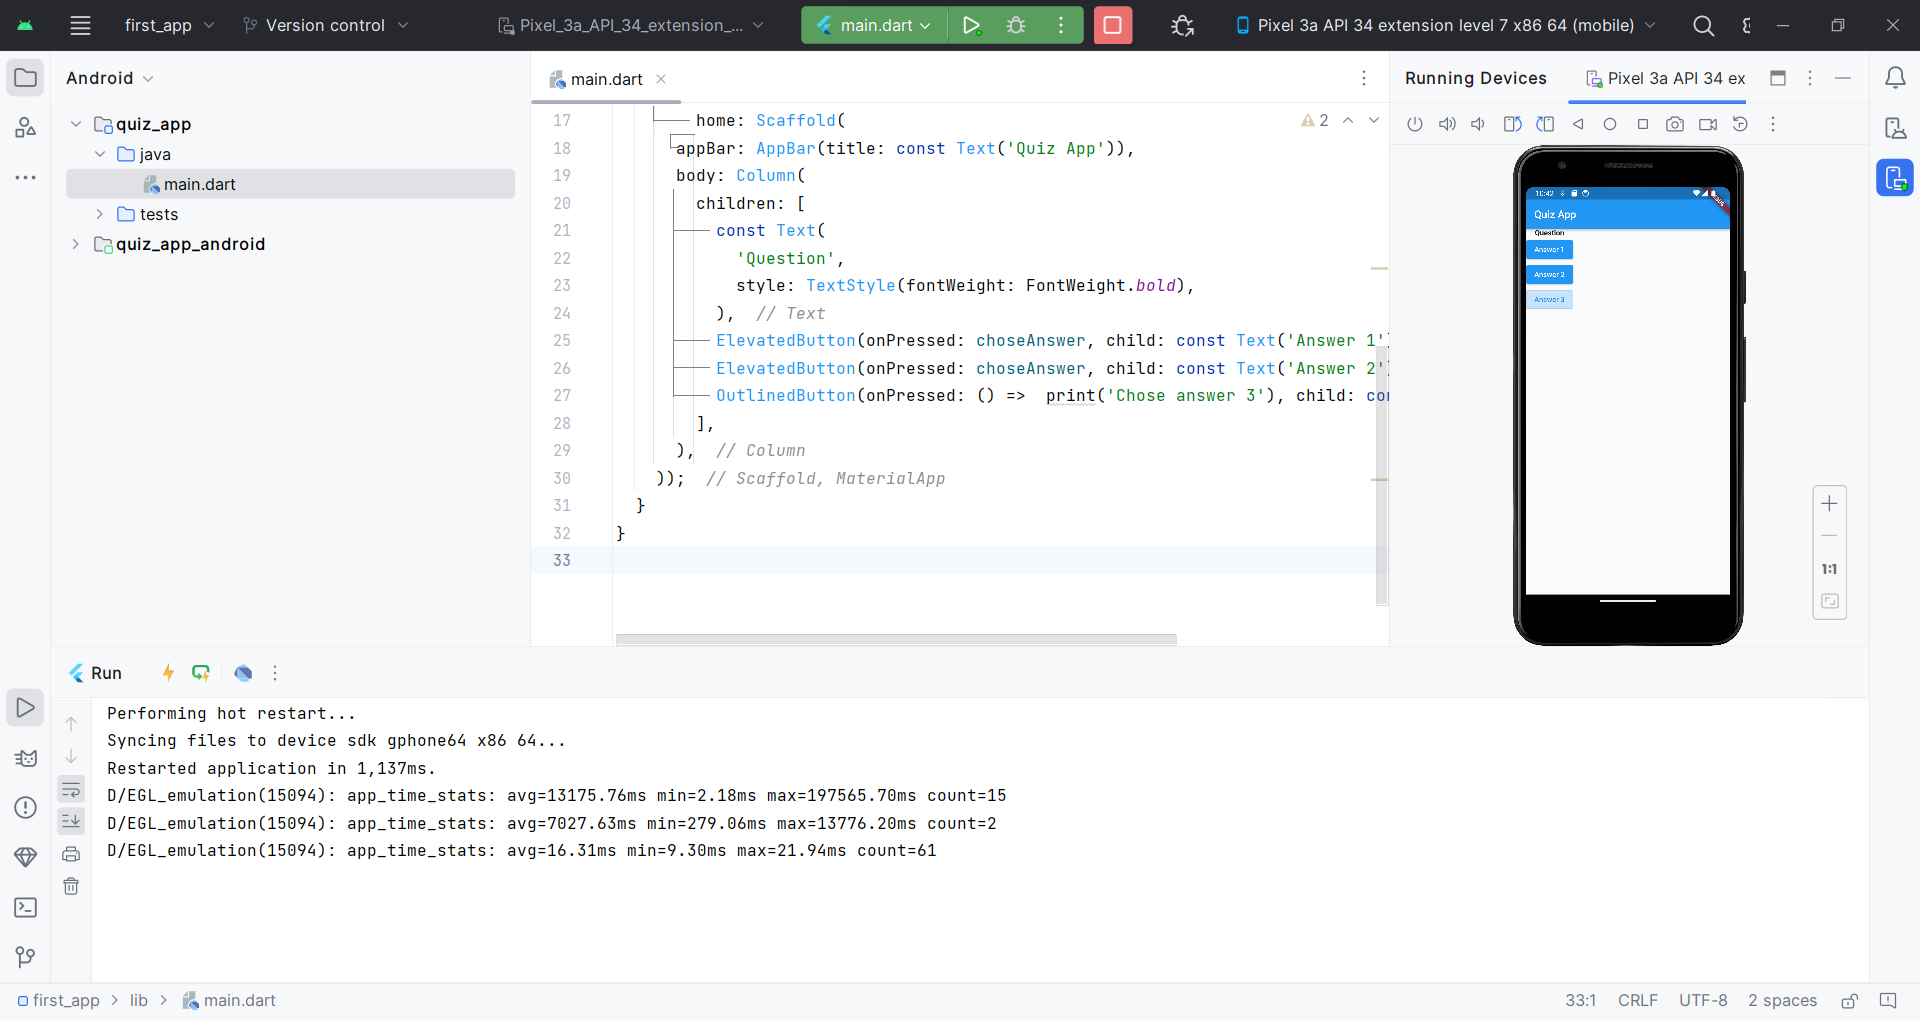 first_app
Version control
Pixel_3a_API_34_extension_...
main.dart
Pixel 3a API 34 extension level 7 x86 64 (mobile)
Android
quiz_app
java
main.dart
tests
quiz_app_android
main.dart
17 home: Scaffold(
18 appBar: AppBar(title: const Text('Quiz App')),
19 body: Column(
20 children: [
21 const Text(
22 'Question',
23 style: TextStyle(fontWeight: FontWeight.bold),
24 ), // Text
25 ElevatedButton(onPressed: choseAnswer, child: const Text('Answer 1'
26 ElevatedButton(onPressed: choseAnswer, child: const Text('Answer 2'
27 OutlinedButton(onPressed: () => print('Chose answer 3'), child: con
28 ],
29 ), // Column
30 )); // Scaffold, MaterialApp
31 }
32 }
33
2
Running Devices
Pixel 3a API 34 ex
10:42
Quiz App
Question
Answer 1
Answer 2
Answer 3
1:1
Run
Performing hot restart...
Syncing files to device sdk gphone64 x86 64...
Restarted application in 1,137ms.
D/EGL_emulation(15094): app_time_stats: avg=13175.76ms min=2.18ms max=197565.70ms count=15
D/EGL_emulation(15094): app_time_stats: avg=7027.63ms min=279.06ms max=13776.20ms count=2
D/EGL_emulation(15094): app_time_stats: avg=16.31ms min=9.30ms max=21.94ms count=61
first_app > lib > main.dart
33:1 CRLF UTF-8 2 spaces